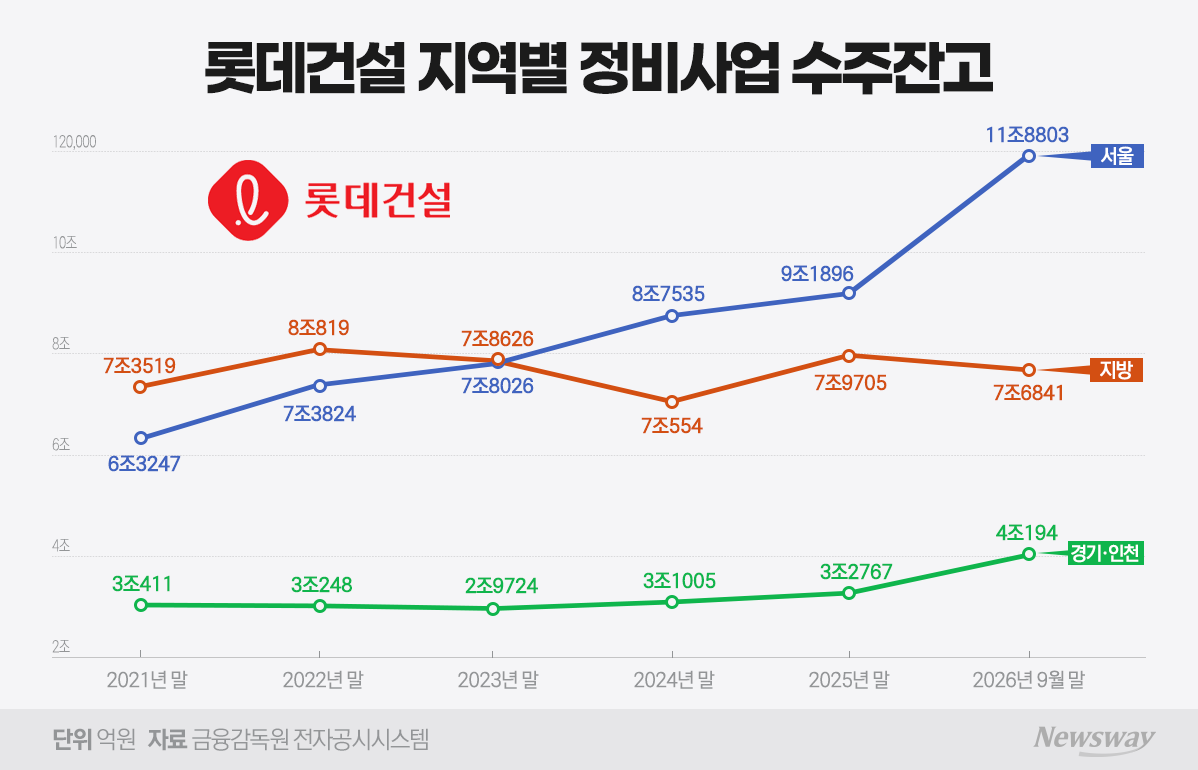 롯데건설 지역별 정비사업 수주잔고
120,000
롯데건설
10조
8조
6조
4조
2조
11조8803
서울
9조1896
8조7535
7조8026
7조3824
6조3247
7조3519
8조819
7조8626
7조554
7조9705
7조6841
지방
3조411
3조248
2조9724
3조1005
3조2767
4조194
경기·인천
2021년 말
2022년 말
2023년 말
2024년 말
2025년 말
2026년 9월 말
단위 억원 자료 금융감독원 전자공시시스템
Newsway